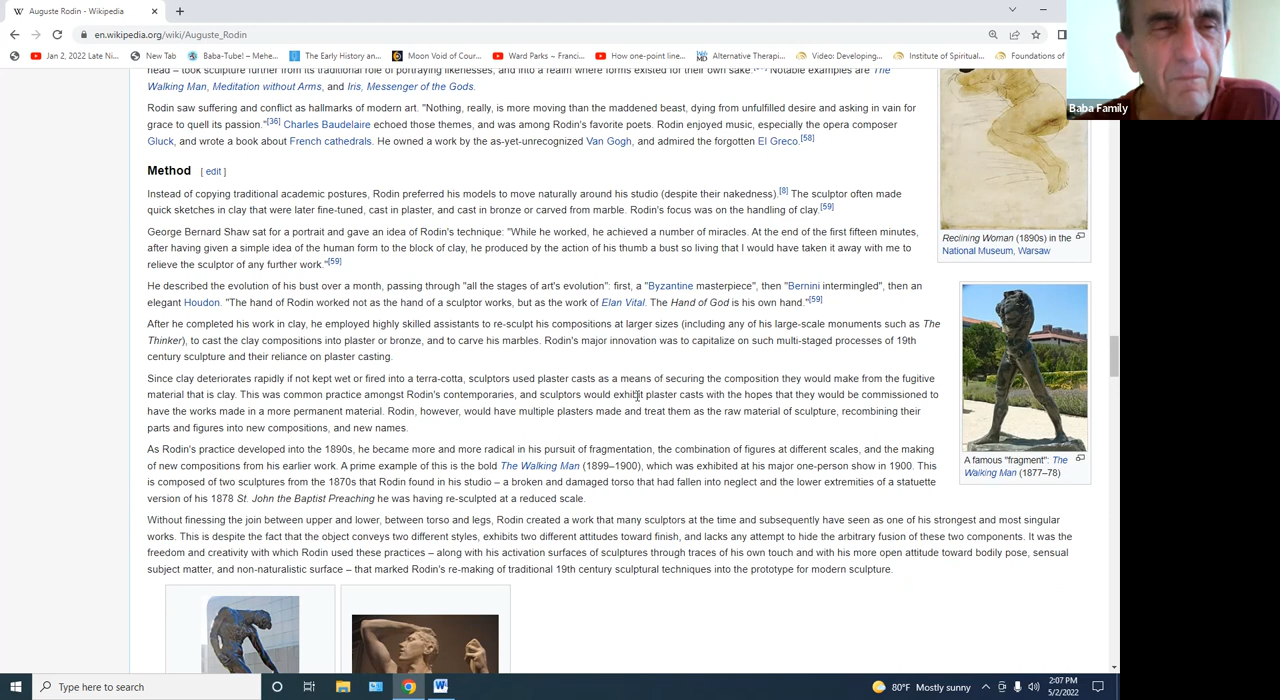 Auguste Rodin - Wikipedia
en.wikipedia.org/wiki/Auguste_Rodin
Jan 2, 2022 Late Ni...
New Tab
Baba-Tube! – Mehe...
The Early History an...
Moon Void of Cour...
Ward Parks – Franci...
How one-point line...
Alternative Therapi...
Video: Developing...
Institute of Spiritual...
Foundations of
Baba Family
head – took sculpture further from its traditional role of portraying likenesses, and into a realm where forms existed for their own sake. Notable examples are The
Walking Man, Meditation without Arms, and Iris, Messenger of the Gods.
Rodin saw suffering and conflict as hallmarks of modern art. "Nothing, really, is more moving than the maddened beast, dying from unfulfilled desire and asking in vain for
grace to quell its passion."[36] Charles Baudelaire echoed those themes, and was among Rodin's favorite poets. Rodin enjoyed music, especially the opera composer
Gluck, and wrote a book about French cathedrals. He owned a work by the as-yet-unrecognized Van Gogh, and admired the forgotten El Greco.[58]
Method [ edit ]
Instead of copying traditional academic postures, Rodin preferred his models to move naturally around his studio (despite their nakedness).[8] The sculptor often made
quick sketches in clay that were later fine-tuned, cast in plaster, and cast in bronze or carved from marble. Rodin's focus was on the handling of clay.[59]
George Bernard Shaw sat for a portrait and gave an idea of Rodin's technique: "While he worked, he achieved a number of miracles. At the end of the first fifteen minutes,
after having given a simple idea of the human form to the block of clay, he produced by the action of his thumb a bust so living that I would have taken it away with me to
relieve the sculptor of any further work."[59]
He described the evolution of his bust over a month, passing through "all the stages of art's evolution": first, a "Byzantine masterpiece", then "Bernini intermingled", then an
elegant Houdon. "The hand of Rodin worked not as the hand of a sculptor works, but as the work of Elan Vital. The Hand of God is his own hand."[59]
After he completed his work in clay, he employed highly skilled assistants to re-sculpt his compositions at larger sizes (including any of his large-scale monuments such as The
Thinker), to cast the clay compositions into plaster or bronze, and to carve his marbles. Rodin's major innovation was to capitalize on such multi-staged processes of 19th
century sculpture and their reliance on plaster casting.
Since clay deteriorates rapidly if not kept wet or fired into a terra-cotta, sculptors used plaster casts as a means of securing the composition they would make from the fugitive
material that is clay. This was common practice amongst Rodin's contemporaries, and sculptors would exhibit plaster casts with the hopes that they would be commissioned to
have the works made in a more permanent material. Rodin, however, would have multiple plasters made and treat them as the raw material of sculpture, recombining their
parts and figures into new compositions, and new names.
As Rodin's practice developed into the 1890s, he became more and more radical in his pursuit of fragmentation, the combination of figures at different scales, and the making
of new compositions from his earlier work. A prime example of this is the bold The Walking Man (1899–1900), which was exhibited at his major one-person show in 1900. This
is composed of two sculptures from the 1870s that Rodin found in his studio – a broken and damaged torso that had fallen into neglect and the lower extremities of a statuette
version of his 1878 St. John the Baptist Preaching he was having re-sculpted at a reduced scale.
Without finessing the join between upper and lower, between torso and legs, Rodin created a work that many sculptors at the time and subsequently have seen as one of his strongest and most singular
works. This is despite the fact that the object conveys two different styles, exhibits two different attitudes toward finish, and lacks any attempt to hide the arbitrary fusion of these two components. It was the
freedom and creativity with which Rodin used these practices – along with his activation surfaces of sculptures through traces of his own touch and with his more open attitude toward bodily pose, sensual
subject matter, and non-naturalistic surface – that marked Rodin's re-making of traditional 19th century sculptural techniques into the prototype for modern sculpture.
Reclining Woman (1890s) in the
National Museum, Warsaw
A famous "fragment": The
Walking Man (1877–78)
Type here to search
80°F Mostly sunny
2:07 PM
5/2/2022